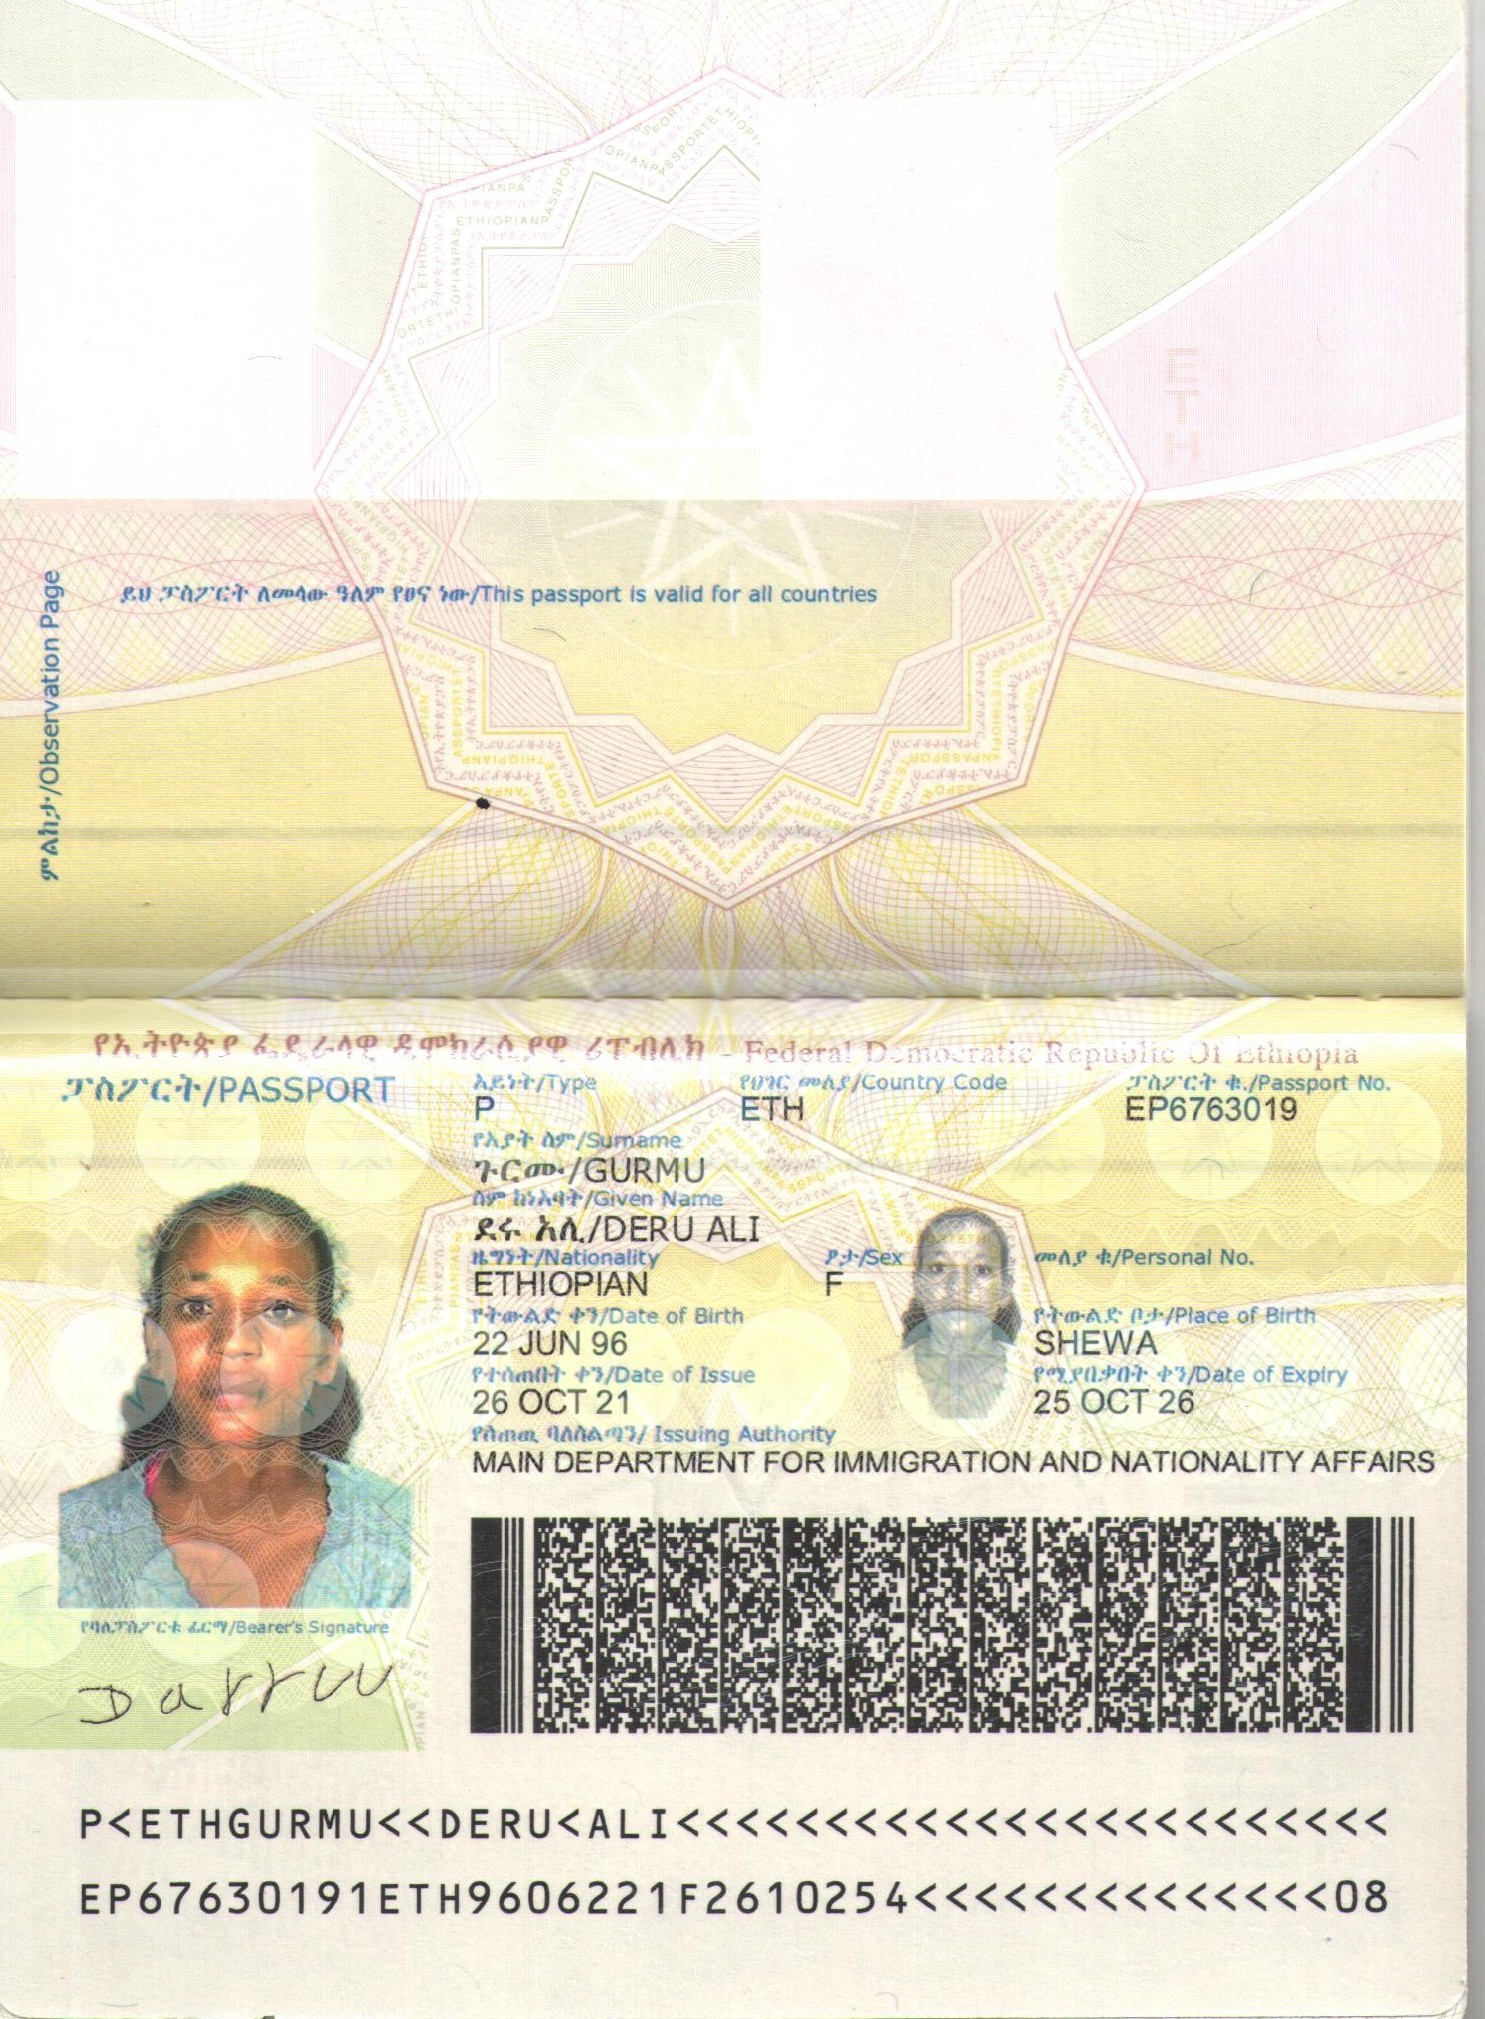 ይህ ፓስፖርት ለመላው ዓለም የፀና ነው/This passport is valid for all countries
ምልከታ/Observation Page
የኢትዮጵያ ፌዴራላዊ ዲሞክራሲያዊ ሪፐብሊክ - Federal Democratic Republic Of Ethiopia
ፓስፖርት/PASSPORT
ዓይነት/Type የሀገር መለያ/Country Code ፓስፖርት ቁ./Passport No.
P ETH EP6763019
የአያት ስም/Surname
ጉርሙ/GURMU
ስም ከነአባት/Given Name
ደሩ አሊ/DERU ALI
ዜግነት/Nationality ፆታ/Sex መለያ ቁ/Personal No.
ETHIOPIAN F
የትውልድ ቀን/Date of Birth የትውልድ ቦታ/Place of Birth
22 JUN 96 SHEWA
የተሰጠበት ቀን/Date of Issue የሚያበቃበት ቀን/Date of Expiry
26 OCT 21 25 OCT 26
የሰጠዉ ባለስልጣን/ Issuing Authority
MAIN DEPARTMENT FOR IMMIGRATION AND NATIONALITY AFFAIRS
የባለፓስፖርቱ ፊርማ/Bearer's Signature
Darruu
P<ETHGURMU<<DERU<ALI<<<<<<<<<<<<<<<<<<<<<<<<
EP67630191ETH9606221F2610254<<<<<<<<<<<<<<08
ETH